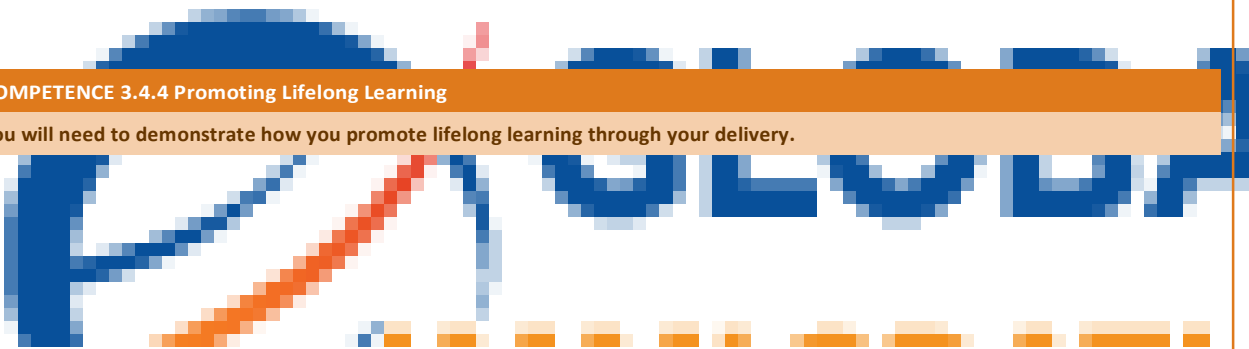 OMPETENCE 3.4.4 Promoting Lifelong Learning
ou will need to demonstrate how you promote lifelong learning through your delivery.
GLOBA